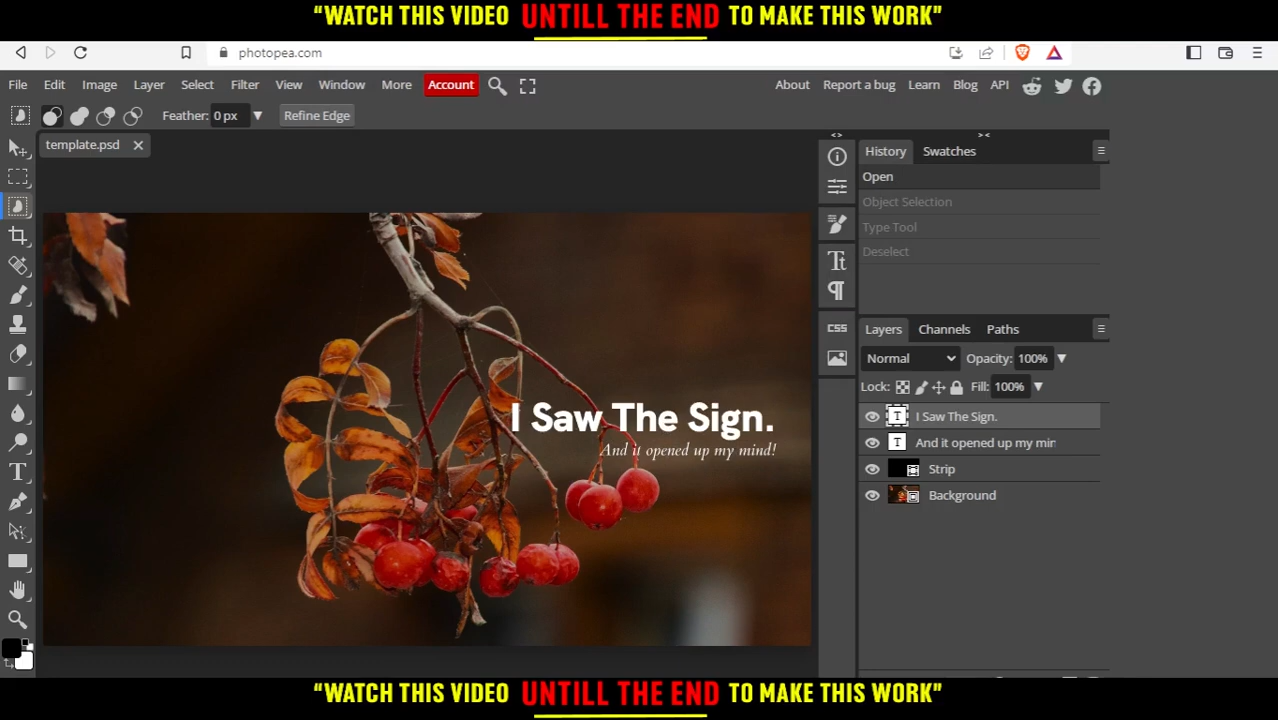 “WATCH THIS VIDEO UNTILL THE END TO MAKE THIS WORK”
photopea.com
File Edit Image Layer Select Filter View Window More Account About Report a bug Learn Blog API
Feather: 0 px Refine Edge
template.psd
History Swatches
Open
Object Selection
Type Tool
Deselect
CSS
Layers Channels Paths
Normal Opacity: 100%
Lock: Fill: 100%
I Saw The Sign.
And it opened up my min
Strip
Background
I Saw The Sign.
And it opened up my mind!
“WATCH THIS VIDEO UNTILL THE END TO MAKE THIS WORK”